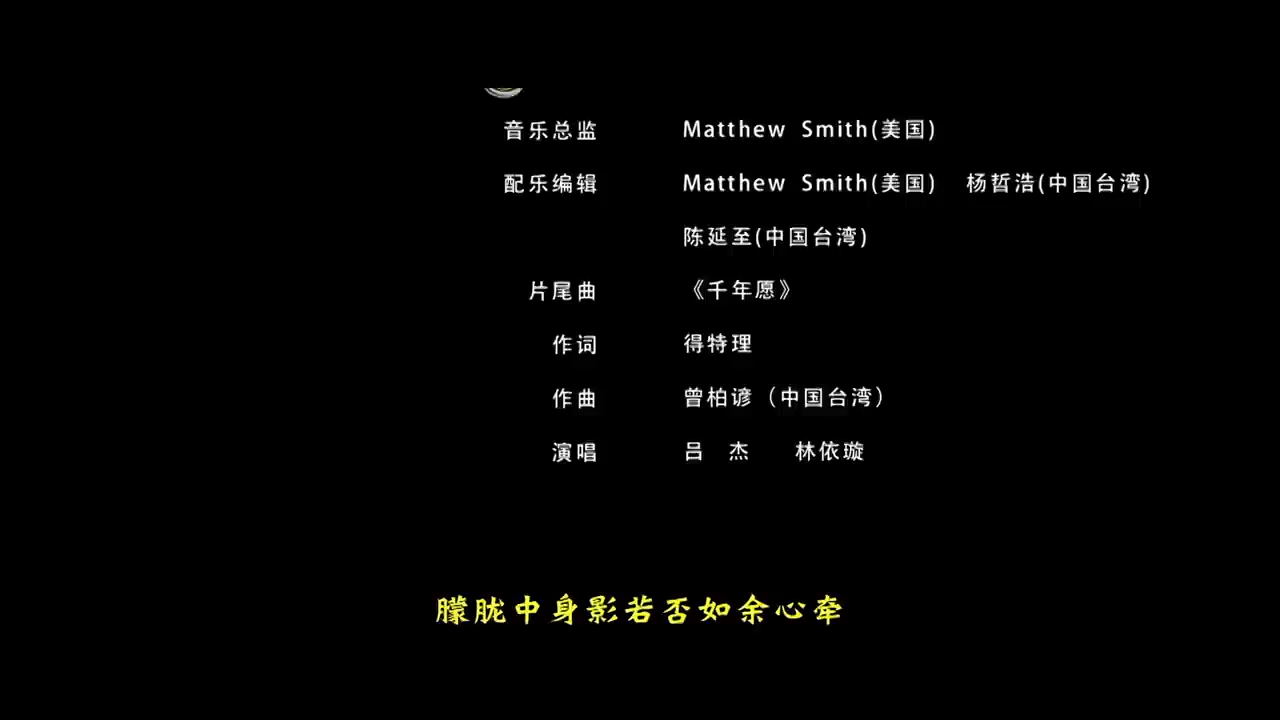 音乐总监 Matthew Smith(美国)
配乐编辑 Matthew Smith(美国) 杨哲浩(中国台湾)
陈延至(中国台湾)
片尾曲 《千年愿》
作词 得特理
作曲 曾柏谚（中国台湾）
演唱 吕 杰 林依璇
朦胧中身影若否如余心牵